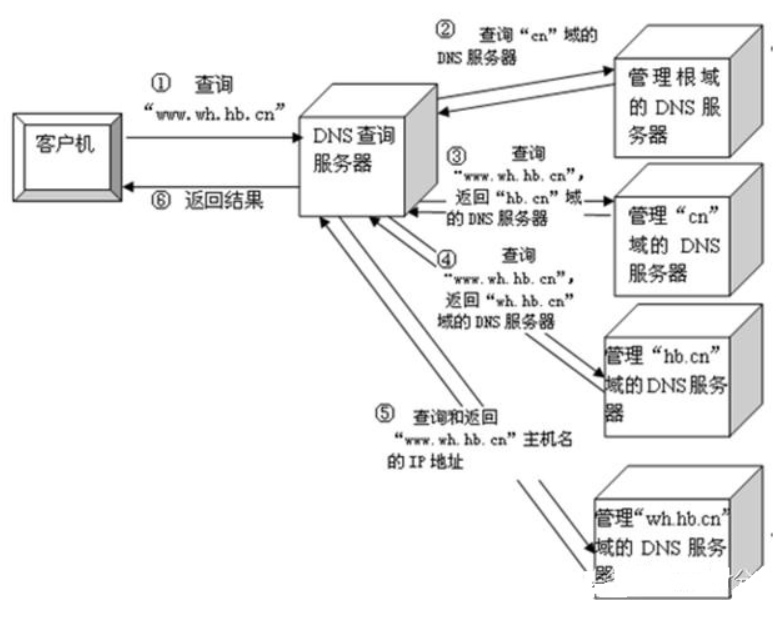 ① 查询
“www.wh.hb.cn”
客户机
⑥ 返回结果
DNS 查询
服务器
② 查询“cn”域的
DNS 服务器
管理根域
的 DNS 服
务器
③ 查询
“www.wh.hb.cn”,
返回“hb.cn”域
的DNS服务器
管理“cn”
域的 DNS
服务器
④ 查询
“www.wh.hb.cn”,
返回“wh.hb.cn”
域的DNS服务器
管理“hb.cn”
域的DNS服务
器
⑤ 查询和返回
“www.wh.hb.cn”主机名
的IP地址
管理“wh.hb.cn”
域的 DNS 服务
器